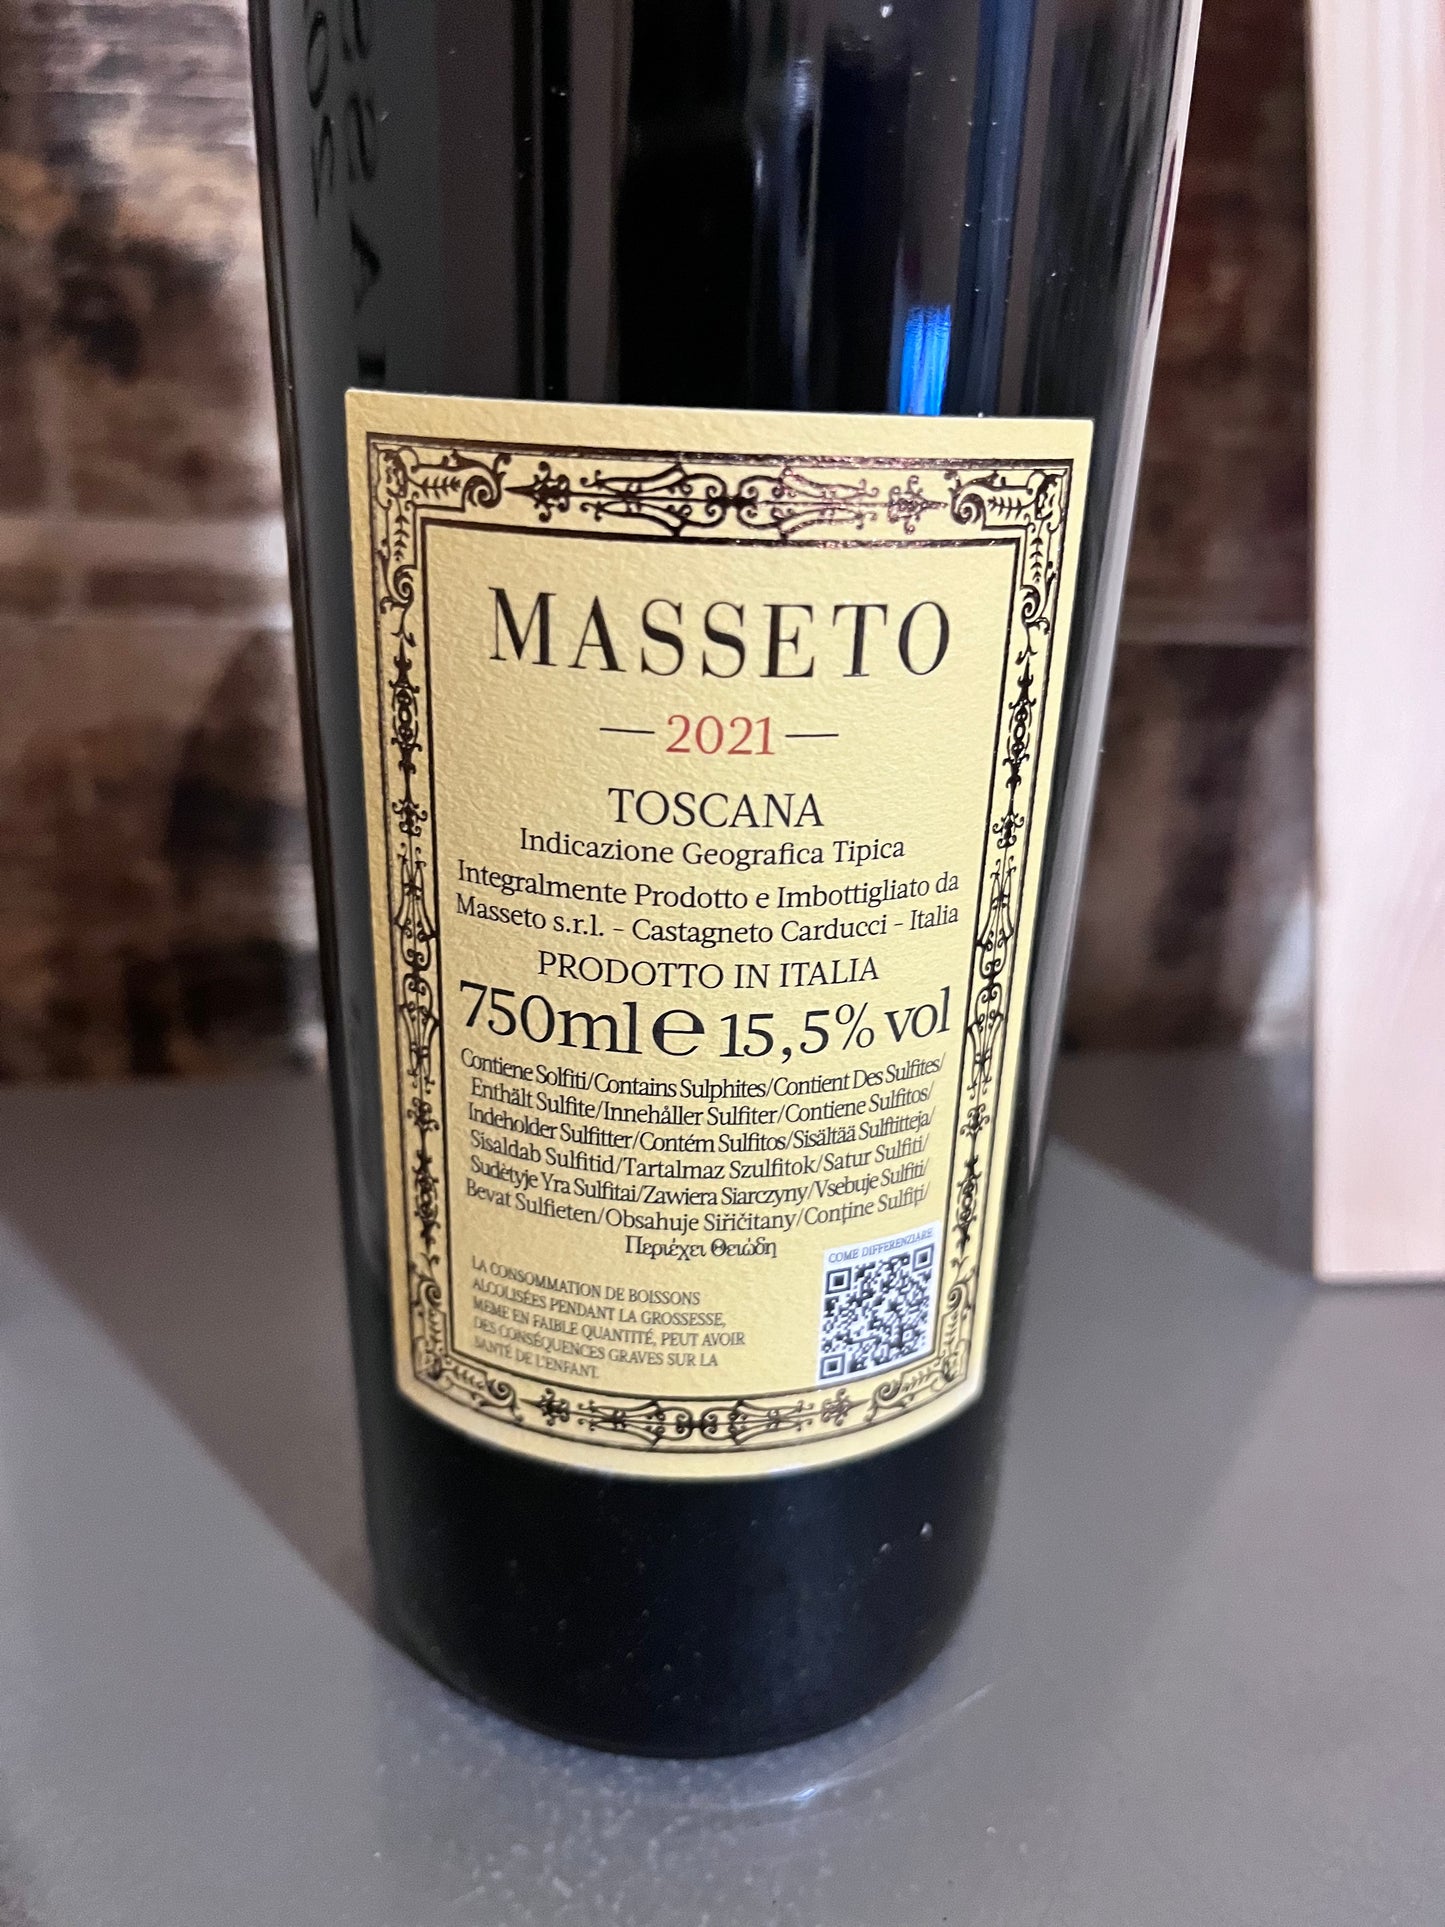 MASSETO
— 2021 —
TOSCANA
Indicazione Geografica Tipica
Integralmente Prodotto e Imbottigliato da
Masseto s.r.l. - Castagneto Carducci - Italia
PRODOTTO IN ITALIA
750ml e 15,5% vol
Contiene Solfiti/Contains Sulphites/Contient Des Sulfites/
Enthält Sulfite/Innehåller Sulfiter/Contiene Sulfitos/
Indeholder Sulfitter/Contém Sulfitos/Sisältää Sulfiitteja/
Sisaldab Sulfitid/Tartalmaz Szulfitok/Satur Sulfiti/
Sudėtyje Yra Sulfitai/Zawiera Siarczyny/Vsebuje Sulfiti/
Bevat Sulfieten/Obsahuje Siřičitany/Conţine Sulfiţi/
Περιέχει Θειώδη
COME DIFFERENZIARE
LA CONSOMMATION DE BOISSONS
ALCOLISÉES PENDANT LA GROSSESSE,
MEME EN FAIBLE QUANTITÉ, PEUT AVOIR
DES CONSÉQUENCES GRAVES SUR LA
SANTÉ DE L'ENFANT.